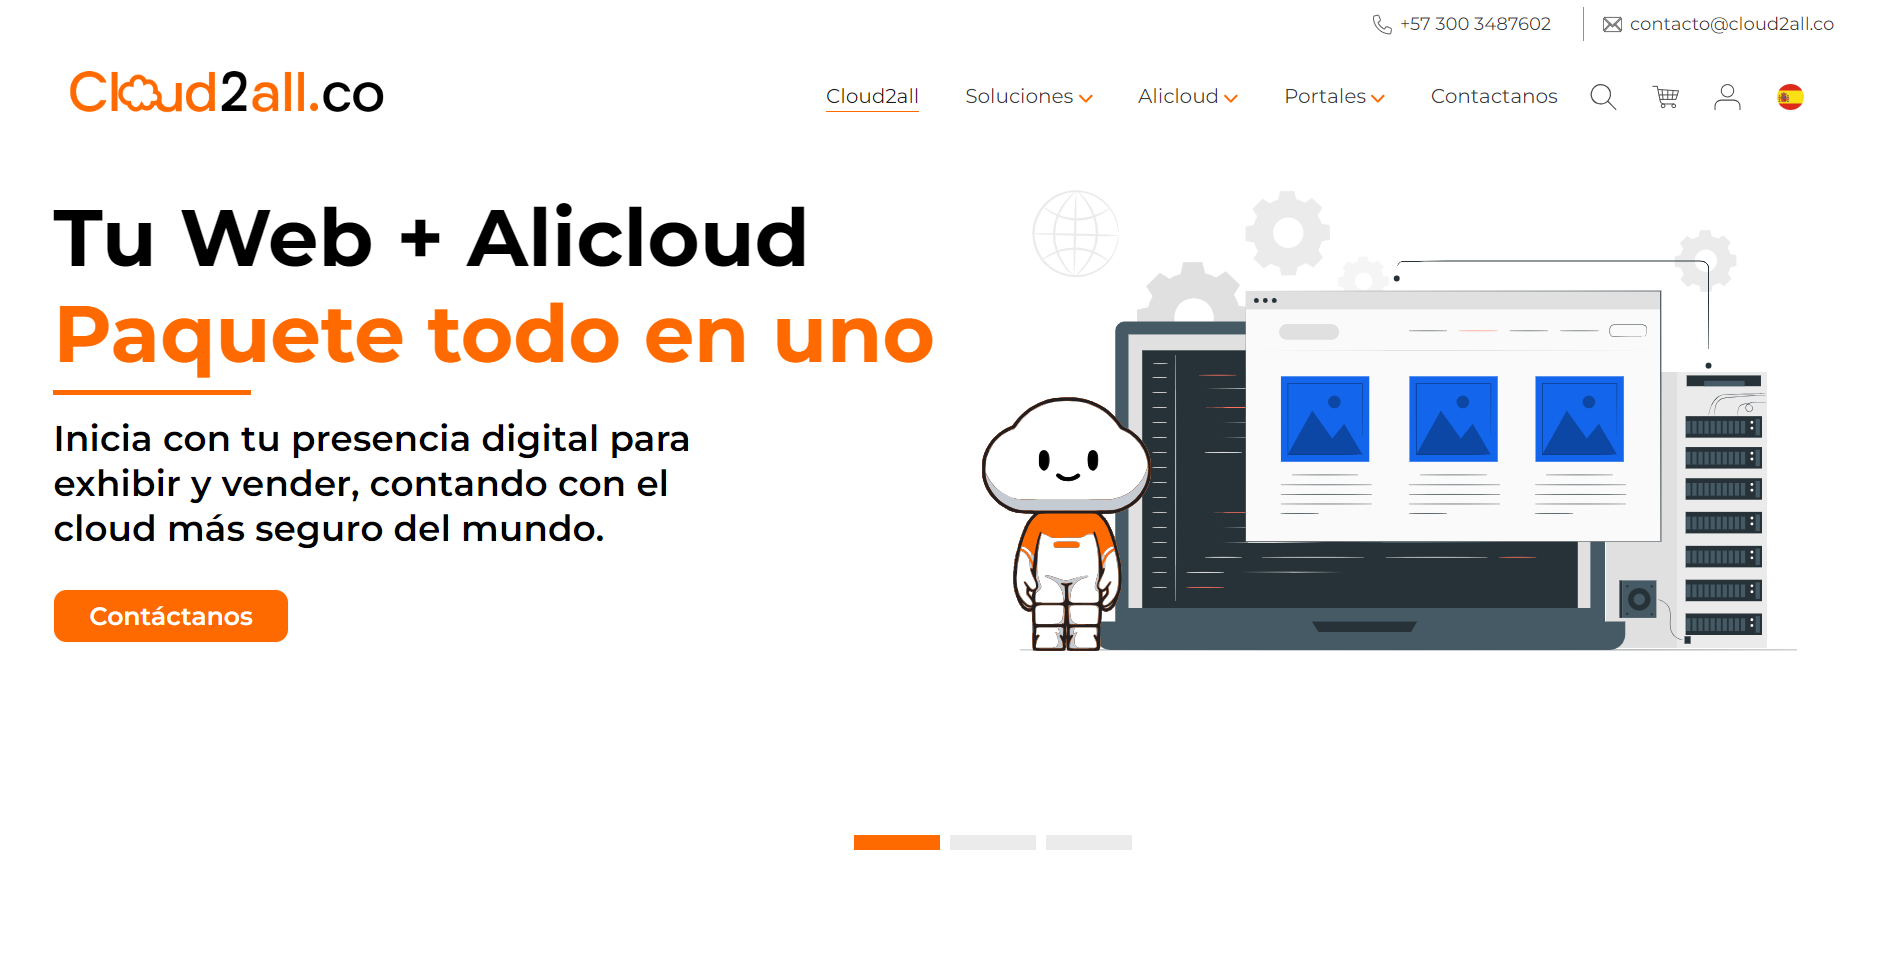 +57 300 3487602
contacto@cloud2all.co
Cloud2all.co
Cloud2all
Soluciones
Alicloud
Portales
Contactanos
Tu Web + Alicloud
Paquete todo en uno
Inicia con tu presencia digital para
exhibir y vender, contando con el
cloud más seguro del mundo.
Contáctanos